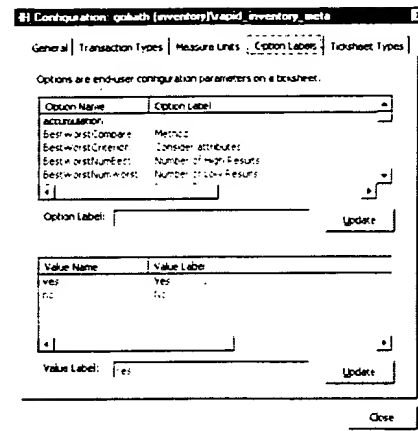 Configuration: goliath (inventory)\rapid_inventory_meta
General Transaction Types Measure Units Option Labels Ticksheet Types
Options are end-user configuration parameters on a ticksheet.
Option Name Option Label
accumulation
BestWorstCompare Method
BestWorstCriterion Consider attributes
BestWorstNumBest Number of High Results
BestWorstNumWorst Number of Low Results
Option Label: Update
Value Name Value Label
yes Yes
no No
Value Label: Yes Update
Close